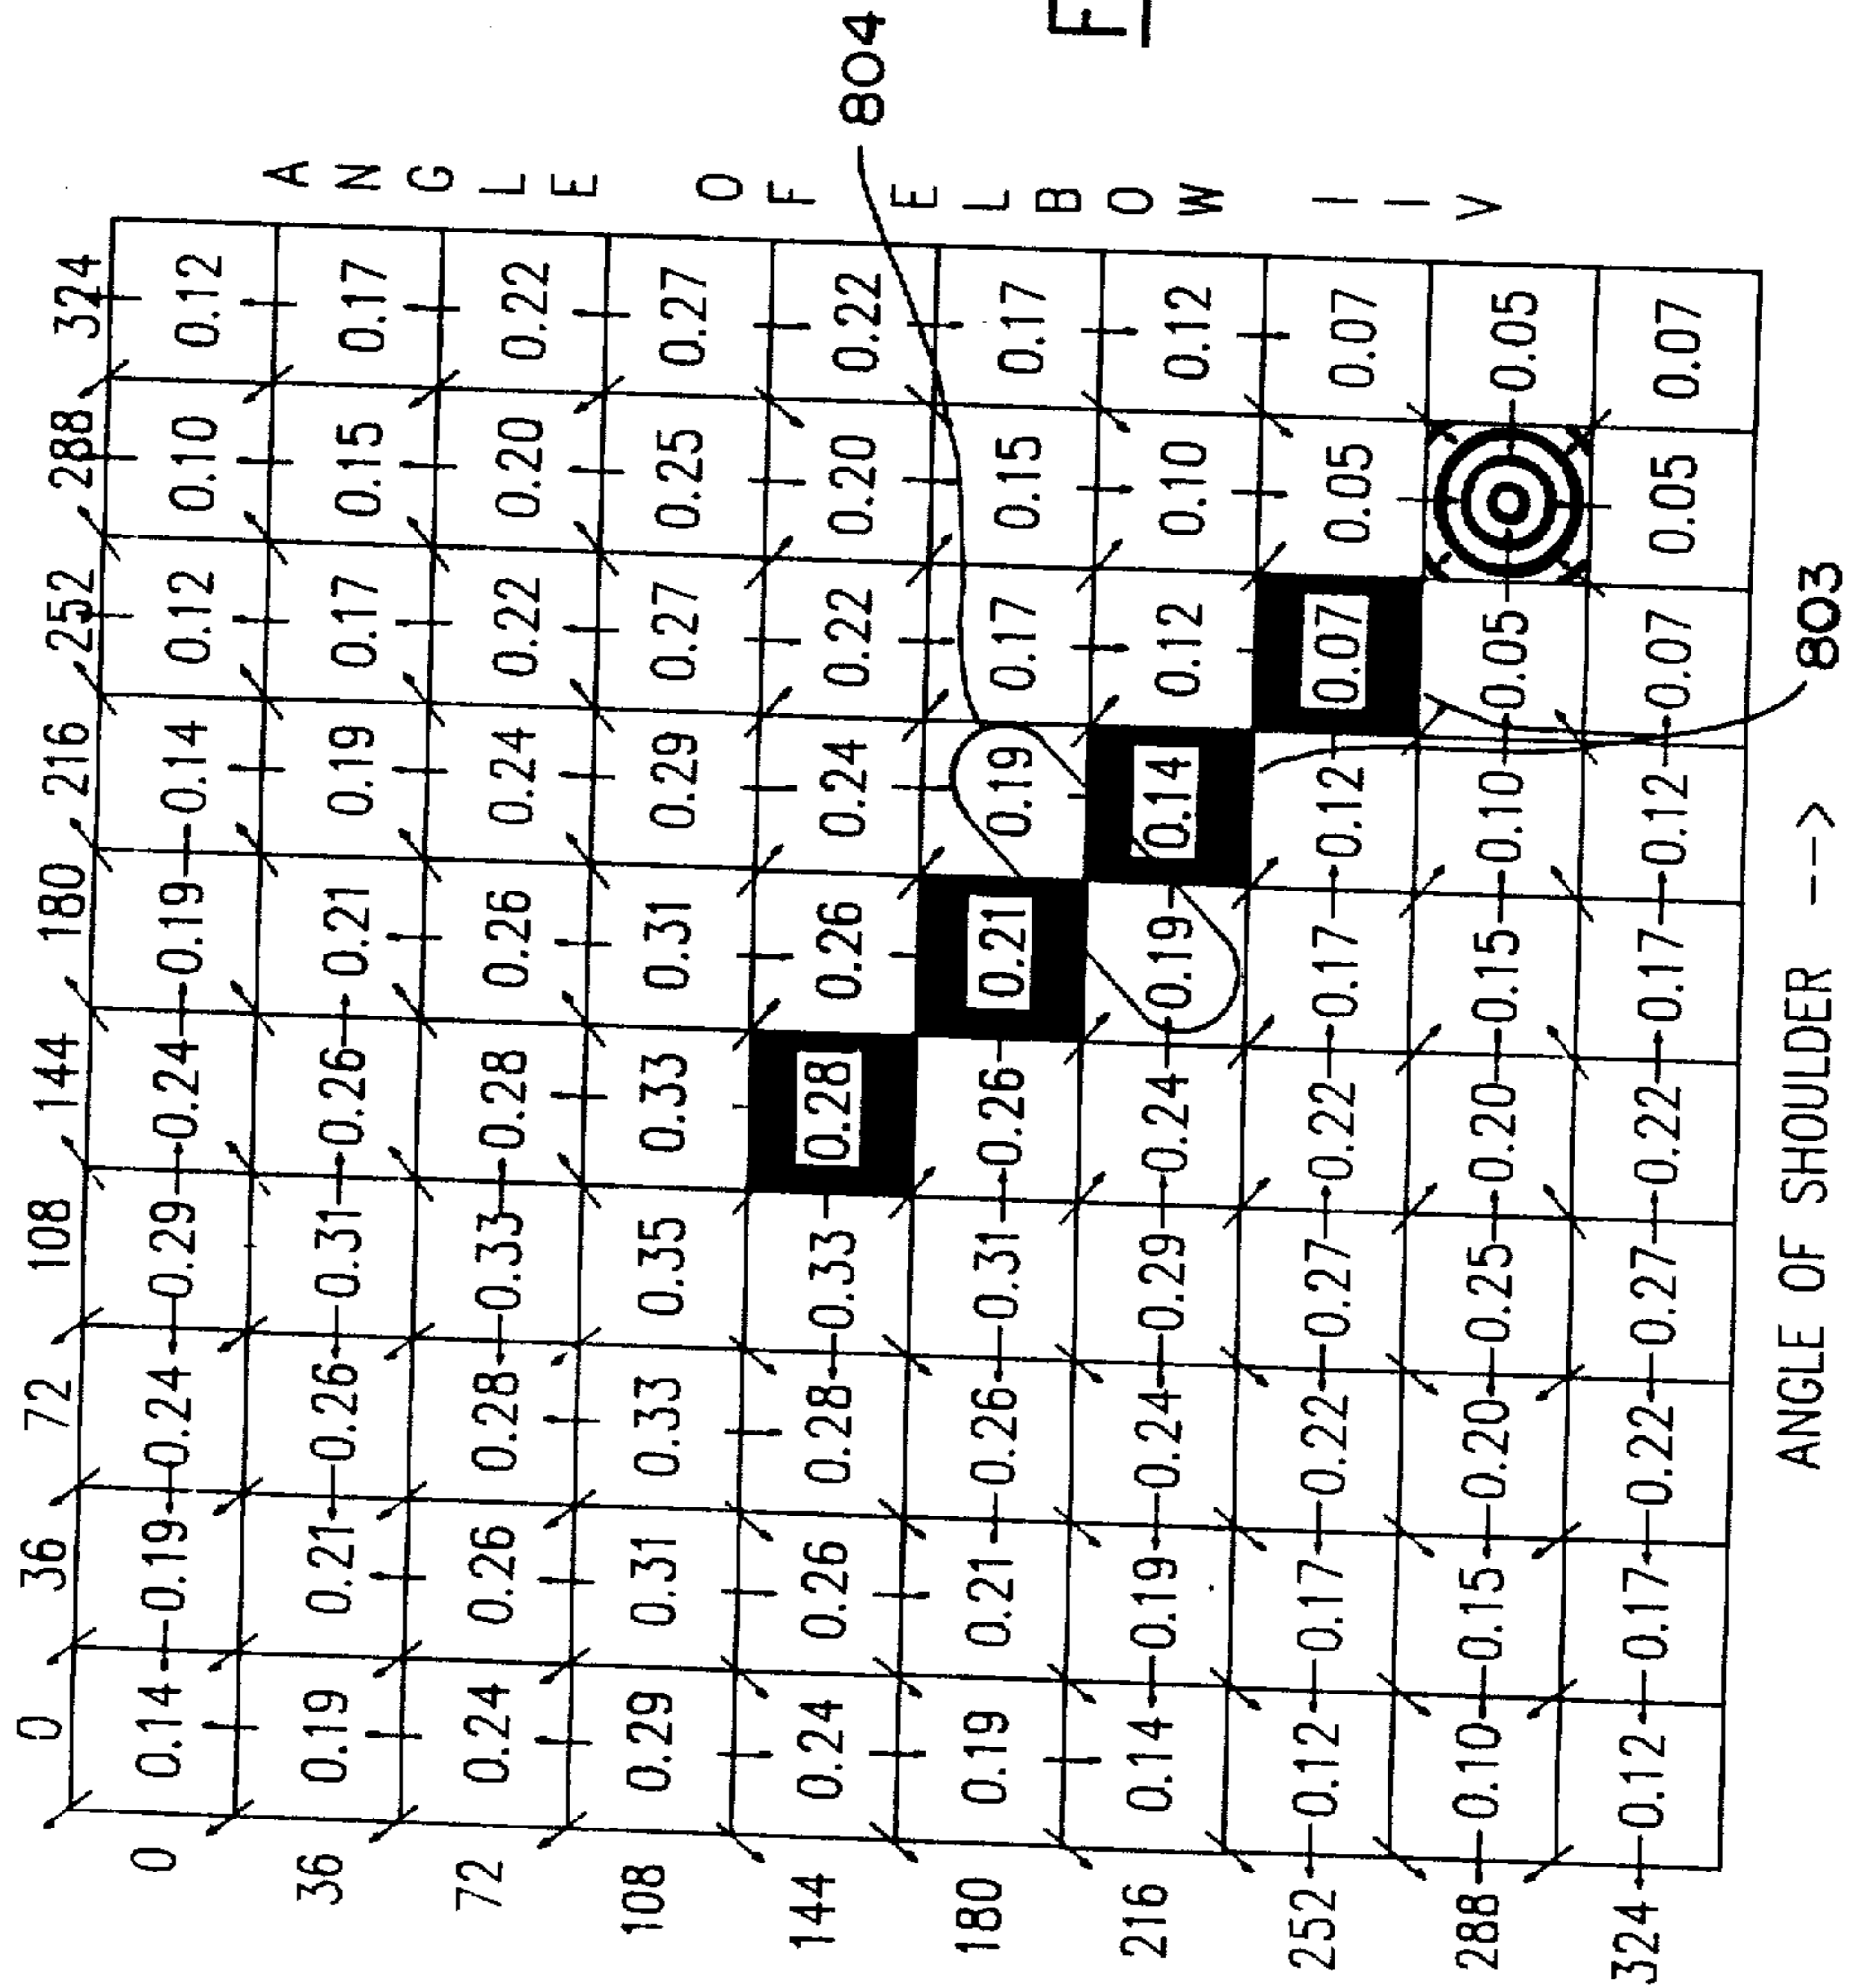 0 36 72 108 144 180 216 252 288 324
0 0.14 0.19 0.24 0.29 0.24 0.19 0.14 0.12 0.10 0.12
36 0.19 0.21 0.26 0.31 0.26 0.21 0.19 0.17 0.15 0.17
72 0.24 0.26 0.28 0.33 0.28 0.26 0.24 0.22 0.20 0.22
108 0.29 0.31 0.33 0.35 0.33 0.31 0.29 0.27 0.25 0.27
144 0.24 0.26 0.28 0.33 0.28 0.26 0.24 0.22 0.20 0.22
180 0.19 0.21 0.26 0.31 0.26 0.21 0.19 0.17 0.15 0.17
216 0.14 0.19 0.24 0.29 0.24 0.19 0.14 0.12 0.10 0.12
252 0.12 0.17 0.22 0.27 0.22 0.17 0.12 0.07 0.05 0.07
288 0.10 0.15 0.20 0.25 0.20 0.15 0.10 0.05 0.05
324 0.12 0.17 0.22 0.27 0.22 0.17 0.12 0.07 0.05 0.07
ANGLE OF SHOULDER -->
ANGLE OF ELBOW | | V
804
803
F